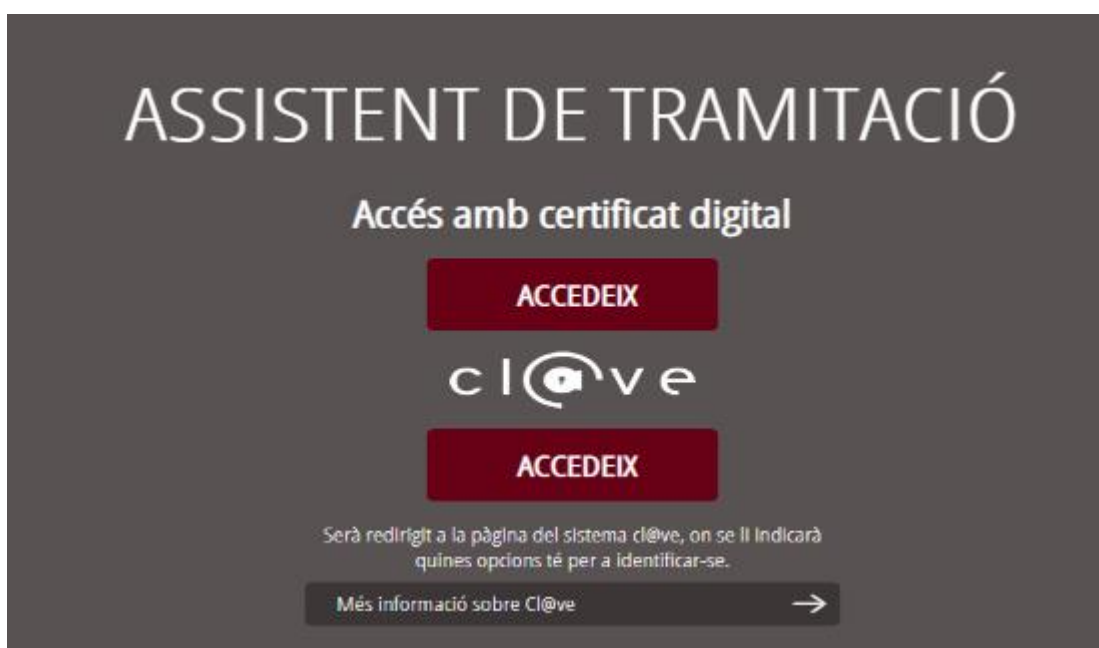 ASSISTENT DE TRAMITACIÓ
Accés amb certificat digital
ACCEDEIX
cl@ve
ACCEDEIX
Serà redirigit a la pàgina del sistema cl@ve, on se li indicarà
quines opcions té per a identificar-se.
Més informació sobre Cl@ve